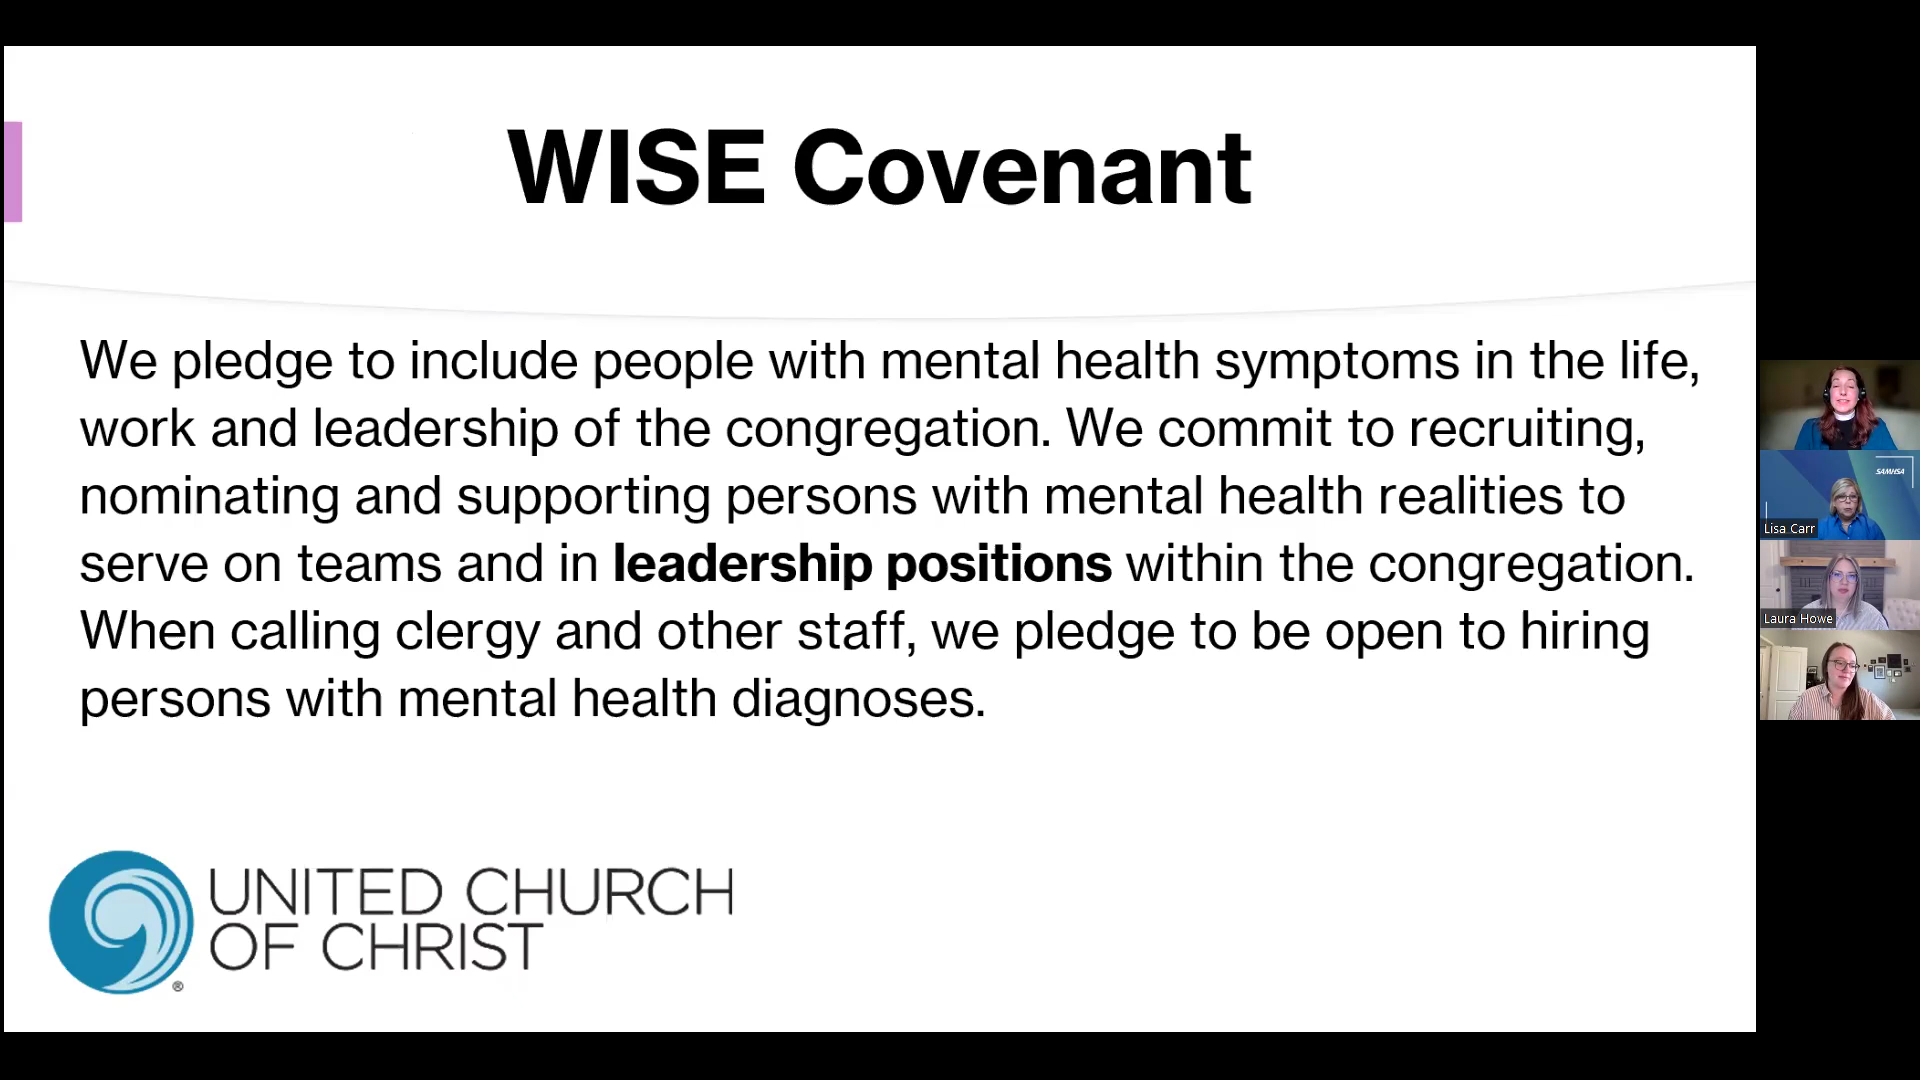 WISE Covenant
We pledge to include people with mental health symptoms in the life,
work and leadership of the congregation. We commit to recruiting,
nominating and supporting persons with mental health realities to
serve on teams and in leadership positions within the congregation.
When calling clergy and other staff, we pledge to be open to hiring
persons with mental health diagnoses.
UNITED CHURCH
OF CHRIST
®
SAMHSA
Lisa Carr
Laura Howe